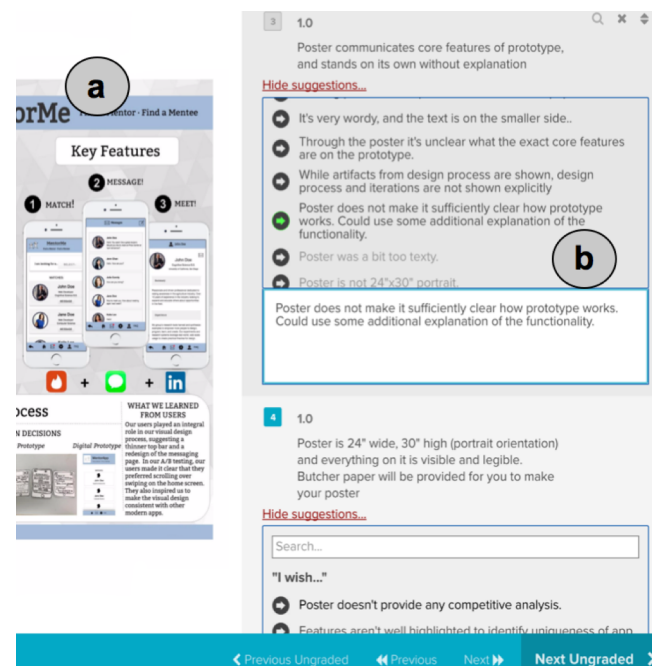 a
orMe
Mentor · Find a Mentee
Key Features
1 MATCH!
2 MESSAGE!
3 MEET!
John Doe
John Doe
John Doe
+ + in
ocess
N DECISIONS
Prototype
Digital Prototype
WHAT WE LEARNED
FROM USERS
Our users played an integral
role in our visual design
process, suggesting a
thinner top bar and a
redesign of the messaging
page. In our A/B testing, our
users made it clear that they
preferred scrolling over
swiping on the home screen.
They also inspired us to
make the visual design
consistent with other
modern apps.
3 1.0
Poster communicates core features of prototype,
and stands on its own without explanation
Hide suggestions...
It's very wordy, and the text is on the smaller side..
Through the poster it's unclear what the exact core features
are on the prototype.
While artifacts from design process are shown, design
process and iterations are not shown explicitly
Poster does not make it sufficiently clear how prototype
works. Could use some additional explanation of the
functionality.
Poster was a bit too texty.
Poster is not 24"x30" portrait.
b
Poster does not make it sufficiently clear how prototype works.
Could use some additional explanation of the functionality.
4 1.0
Poster is 24" wide, 30" high (portrait orientation)
and everything on it is visible and legible.
Butcher paper will be provided for you to make
your poster
Hide suggestions...
Search...
"I wish..."
Poster doesn't provide any competitive analysis.
Features aren't well highlighted to identify uniqueness of app
Previous Ungraded Previous Next Next Ungraded